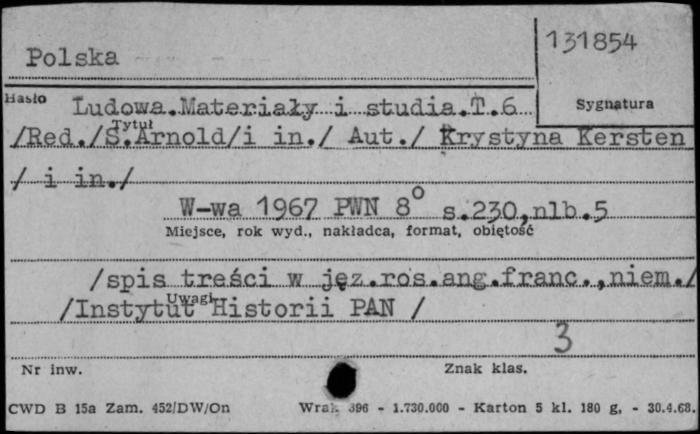 131854
Polska
Hasło
Ludowa.Materiały i studia.T.6
Sygnatura
Tytuł
/Red./S.Arnold/i in./ Aut./ Krystyna Kersten
/ i in./
W-wa 1967 PWN 8° s.230,nlb.5
Miejsce, rok wyd., nakładca, format, objętość
/spis treści w jęz.ros.ang.franc.,niem./
Uwagi
/Instytut Historii PAN /
3
Nr inw.
Znak klas.
CWD B 15a Zam. 452/DW/On
396 - 1.730.000 - Karton 5 kl. 180 g, - 30.4.68.